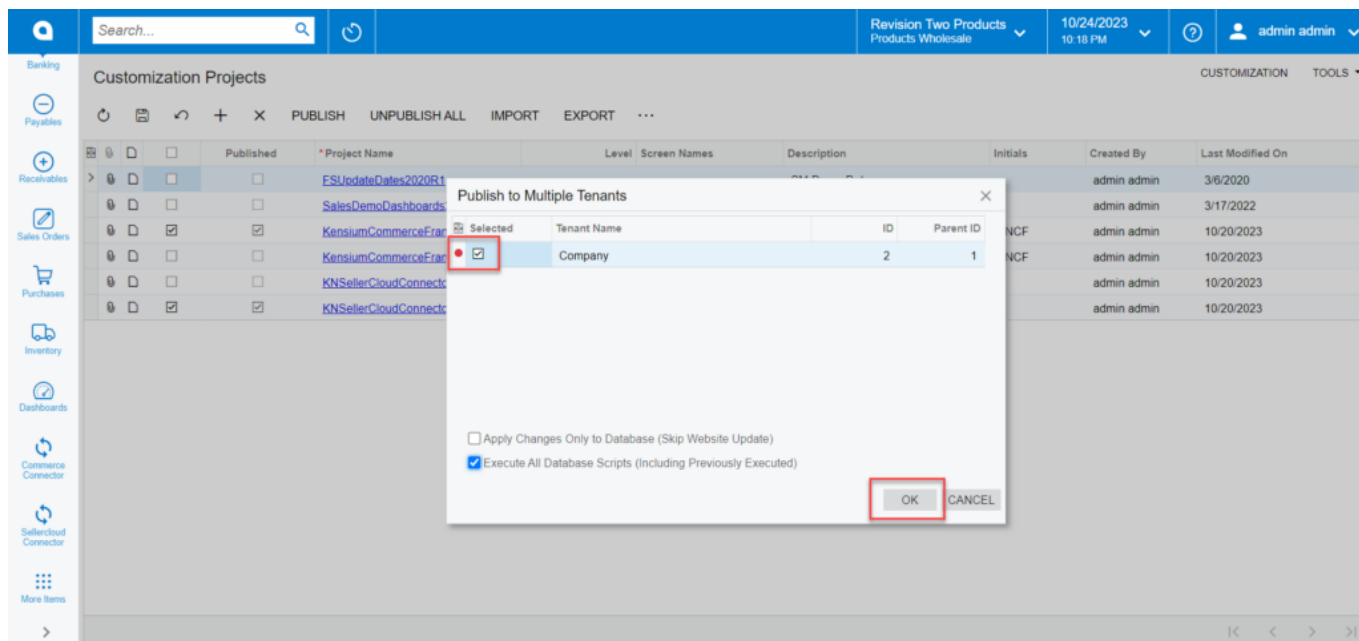 Search...
Revision Two Products
Products Wholesale
10/24/2023
10:18 PM
admin admin
Banking
Payables
Receivables
Sales Orders
Purchases
Inventory
Dashboards
Commerce
Connector
Sellercloud
Connector
More Items
Customization Projects
CUSTOMIZATION TOOLS
PUBLISH UNPUBLISH ALL IMPORT EXPORT
Published *Project Name Level Screen Names Description Initials Created By Last Modified On
FSUpdateDates2020R1 admin admin 3/6/2020
SalesDemoDashboards admin admin 3/17/2022
KensiumCommerceFra NCF admin admin 10/20/2023
KensiumCommerceFra NCF admin admin 10/20/2023
KNSellerCloudConnect admin admin 10/20/2023
KNSellerCloudConnect admin admin 10/20/2023
Publish to Multiple Tenants
Selected Tenant Name ID Parent ID
Company 2 1
Apply Changes Only to Database (Skip Website Update)
Execute All Database Scripts (Including Previously Executed)
OK CANCEL